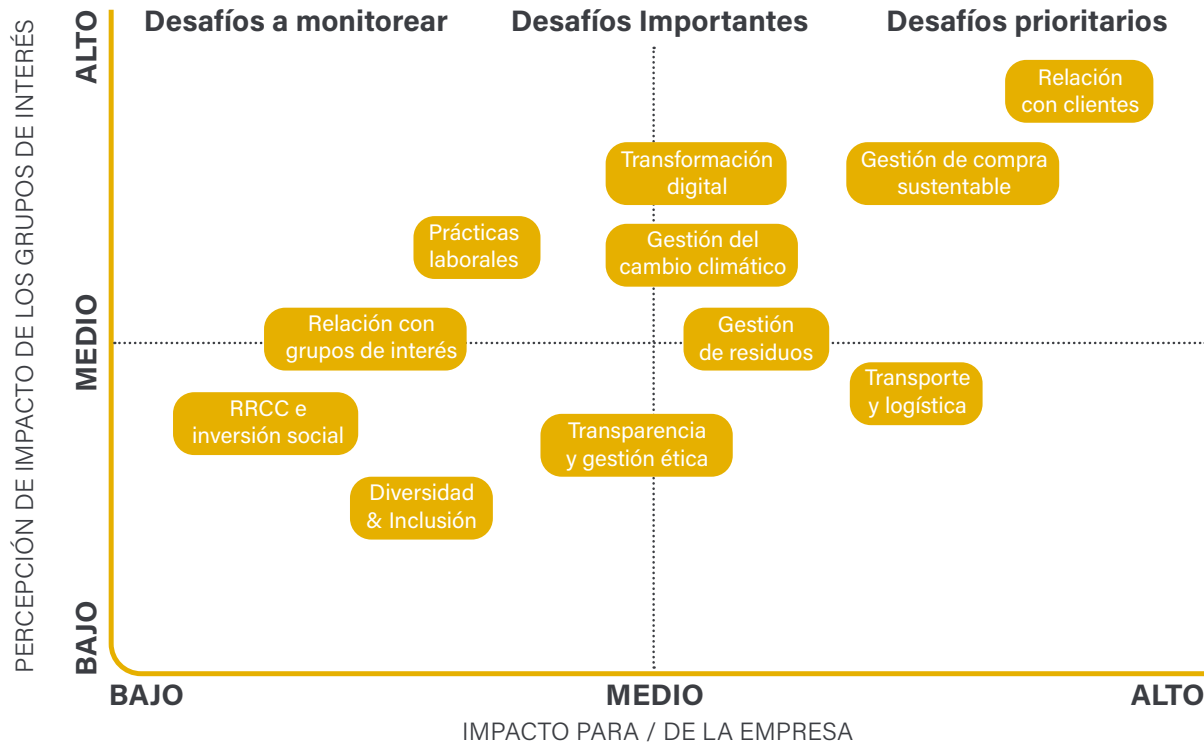 PERCEPCIÓN DE IMPACTO DE LOS GRUPOS DE INTERÉS
ALTO
MEDIO
BAJO
Desafíos a monitorear
Desafíos Importantes
Desafíos prioritarios
Relación
con clientes
Transformación
digital
Gestión de compra
sustentable
Prácticas
laborales
Gestión del
cambio climático
Relación con
grupos de interés
Gestión
de residuos
Transporte
y logística
RRCC e
inversión social
Transparencia
y gestión ética
Diversidad
& Inclusión
BAJO
MEDIO
ALTO
IMPACTO PARA / DE LA EMPRESA